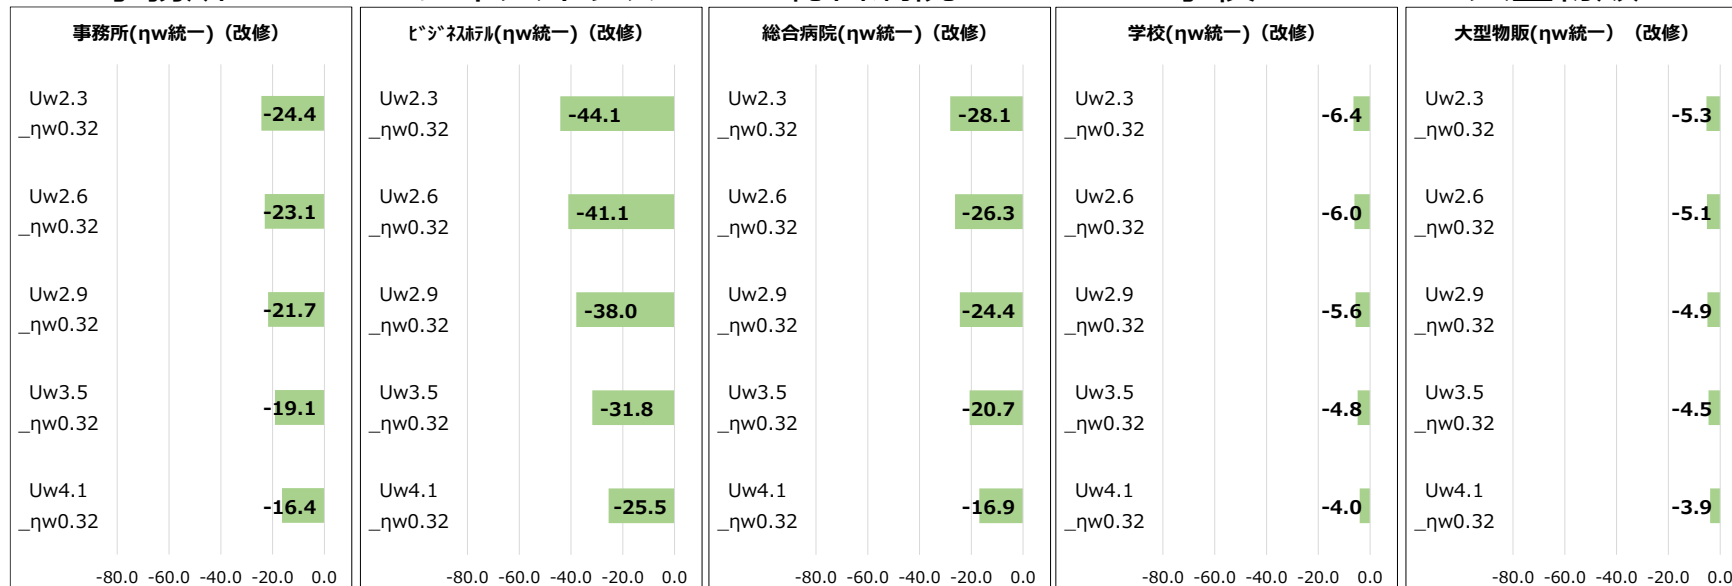 事務所(ηw統一)（改修）
Uw2.3
_ηw0.32
-24.4
Uw2.6
_ηw0.32
-23.1
Uw2.9
_ηw0.32
-21.7
Uw3.5
_ηw0.32
-19.1
Uw4.1
_ηw0.32
-16.4
-80.0 -60.0 -40.0 -20.0 0.0
ﾋﾞｼﾞﾈｽﾎﾃﾙ(ηw統一)（改修）
Uw2.3
_ηw0.32
-44.1
Uw2.6
_ηw0.32
-41.1
Uw2.9
_ηw0.32
-38.0
Uw3.5
_ηw0.32
-31.8
Uw4.1
_ηw0.32
-25.5
-80.0 -60.0 -40.0 -20.0 0.0
総合病院(ηw統一)（改修）
Uw2.3
_ηw0.32
-28.1
Uw2.6
_ηw0.32
-26.3
Uw2.9
_ηw0.32
-24.4
Uw3.5
_ηw0.32
-20.7
Uw4.1
_ηw0.32
-16.9
-80.0 -60.0 -40.0 -20.0 0.0
学校(ηw統一)（改修）
Uw2.3
_ηw0.32
-6.4
Uw2.6
_ηw0.32
-6.0
Uw2.9
_ηw0.32
-5.6
Uw3.5
_ηw0.32
-4.8
Uw4.1
_ηw0.32
-4.0
-80.0 -60.0 -40.0 -20.0 0.0
大型物販(ηw統一）（改修）
Uw2.3
_ηw0.32
-5.3
Uw2.6
_ηw0.32
-5.1
Uw2.9
_ηw0.32
-4.9
Uw3.5
_ηw0.32
-4.5
Uw4.1
_ηw0.32
-3.9
-80.0 -60.0 -40.0 -20.0 0.0